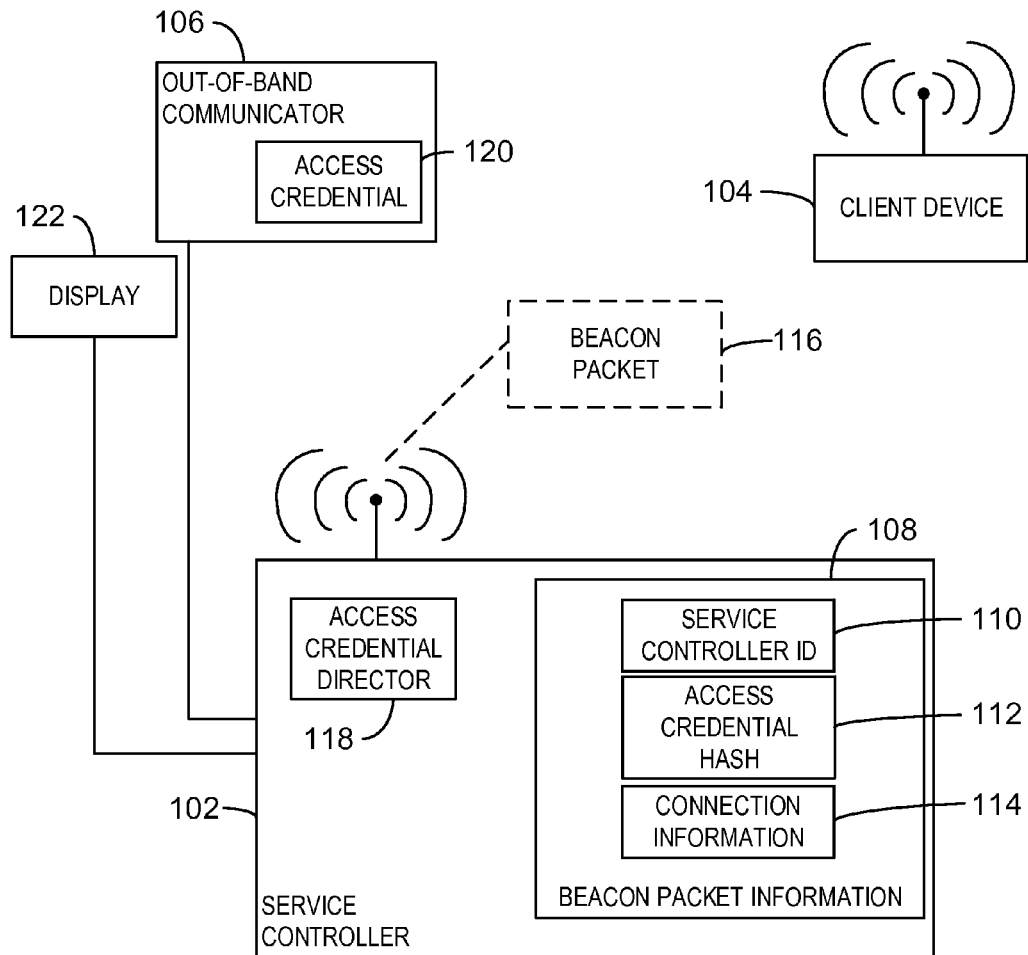 106
OUT-OF-BAND
COMMUNICATOR
ACCESS
CREDENTIAL
120
104
CLIENT DEVICE
122
DISPLAY
BEACON
PACKET
116
108
ACCESS
CREDENTIAL
DIRECTOR
118
SERVICE
CONTROLLER ID
110
ACCESS
CREDENTIAL
HASH
112
CONNECTION
INFORMATION
114
102
BEACON PACKET INFORMATION
SERVICE
CONTROLLER